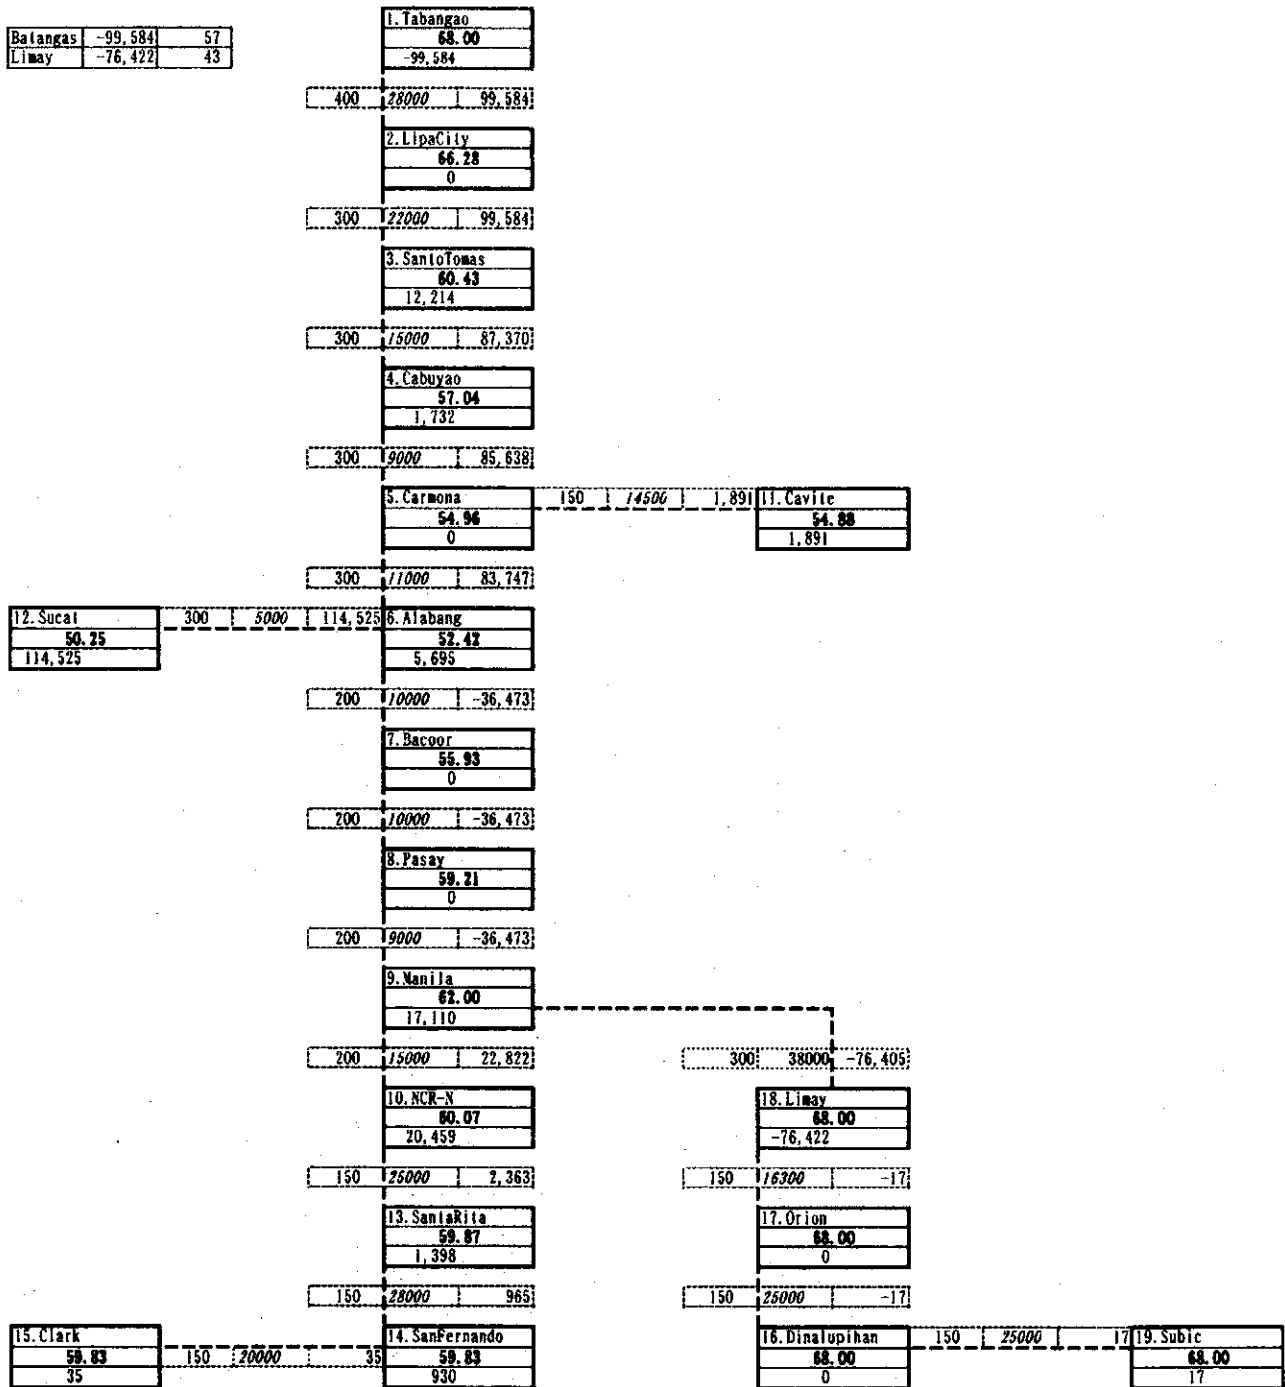 1. Tabangao
68.00
-99,584
Batangas -99,584 57
Limay -76,422 43
400 28000 99,584
2. LipaCity
66.28
0
300 22000 99,584
3. SantoTomas
60.43
12,214
300 15000 87,370
4. Cabuyao
57.04
1,732
300 9000 85,638
5. Carmona 150 14500 1,891 11. Cavite
54.96 54.88
0 1,891
300 11000 83,747
12. Sucat 300 5000 114,525 6. Alabang
50.25 52.42
114,525 5,695
200 10000 -36,473
7. Bacoor
55.93
0
200 10000 -36,473
8. Pasay
59.21
0
200 9000 -36,473
9. Manila
62.00
17,110
200 15000 22,822 300 38000 -76,405
10. NCR-N 18. Limay
60.07 68.00
20,459 -76,422
150 25000 2,363 150 16300 -17
13. SantaRita 17. Orion
59.87 68.00
1,398 0
150 28000 965 150 25000 -17
15. Clark 14. SanFernando 16. Dinalupihan 150 25000 17 19. Subic
59.83 150 20000 35 59.83 68.00 68.00
35 930 0 17